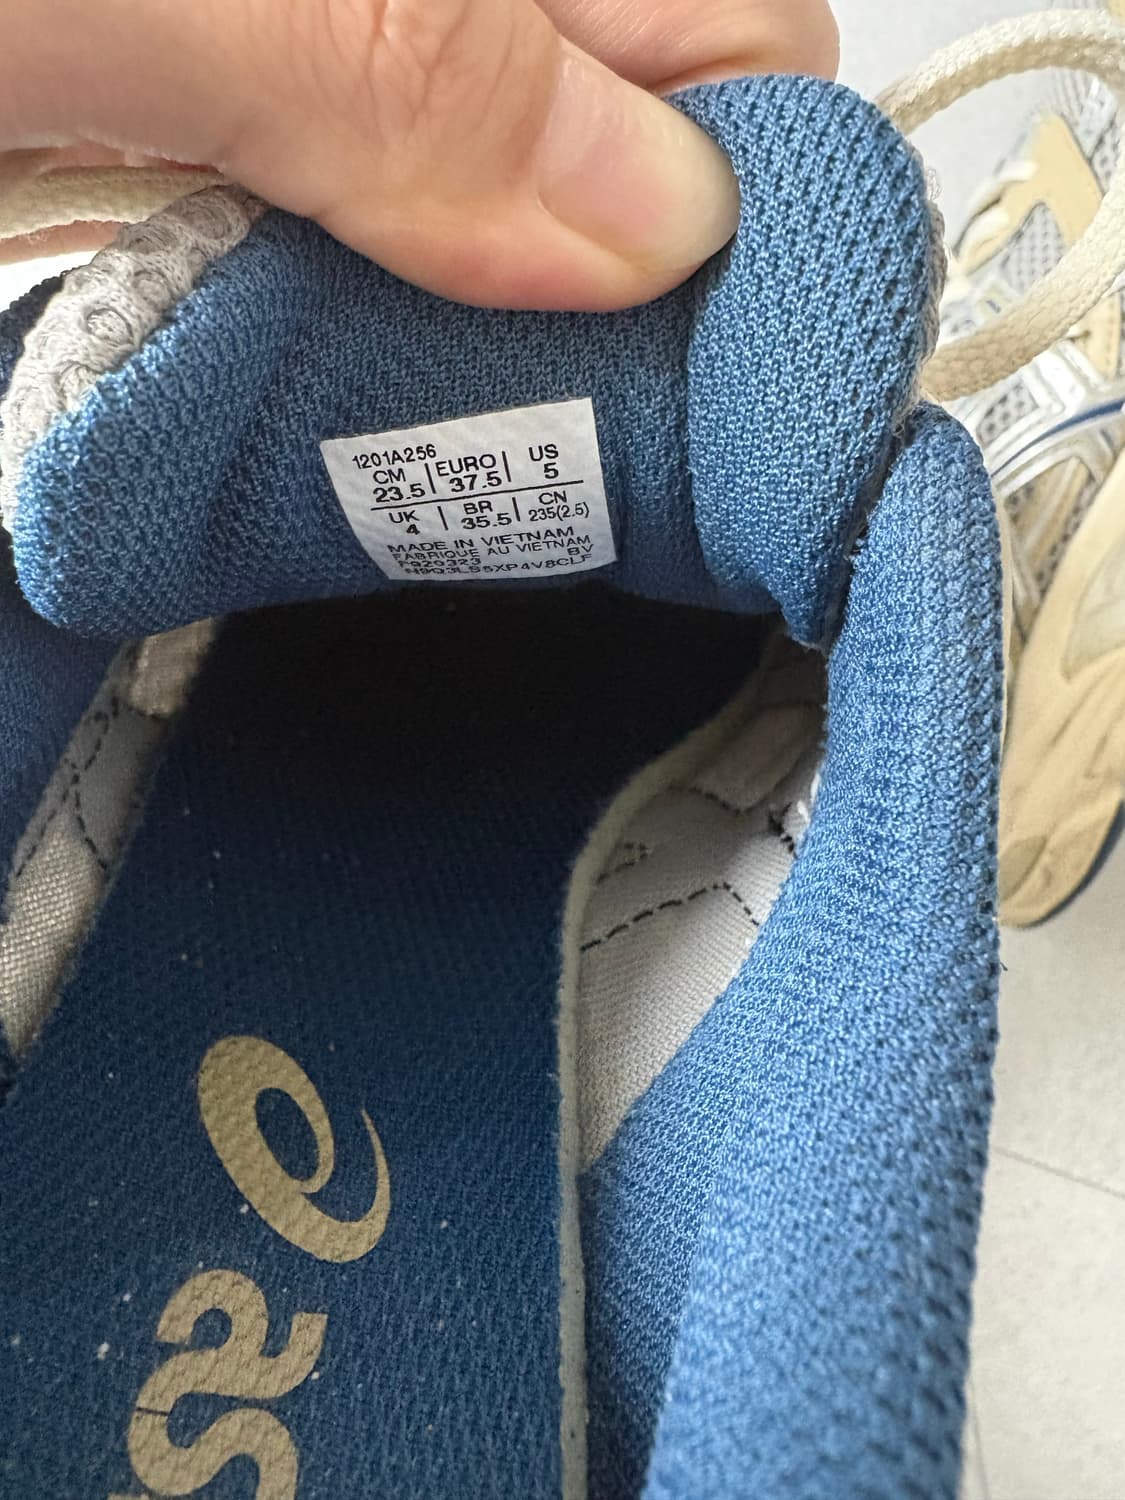 1201A256
CM EURO US
23.5 37.5 5
UK BR CN
4 35.5 235(2.5)
MADE IN VIETNAM
FABRIQUE AU VIETNAM
BV
asi